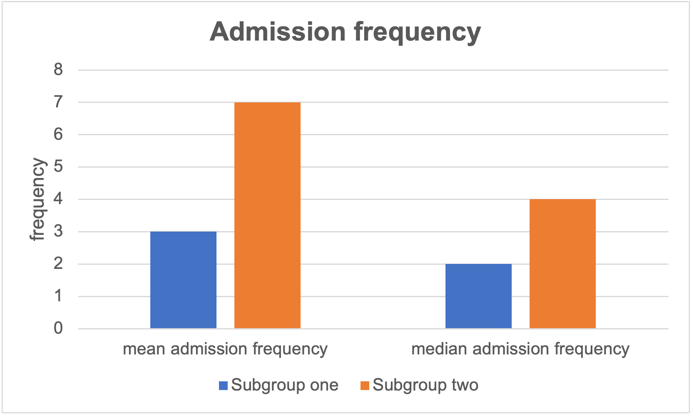 Admission frequency
8
7
6
5
4
3
2
1
0
frequency
mean admission frequency
median admission frequency
Subgroup one
Subgroup two